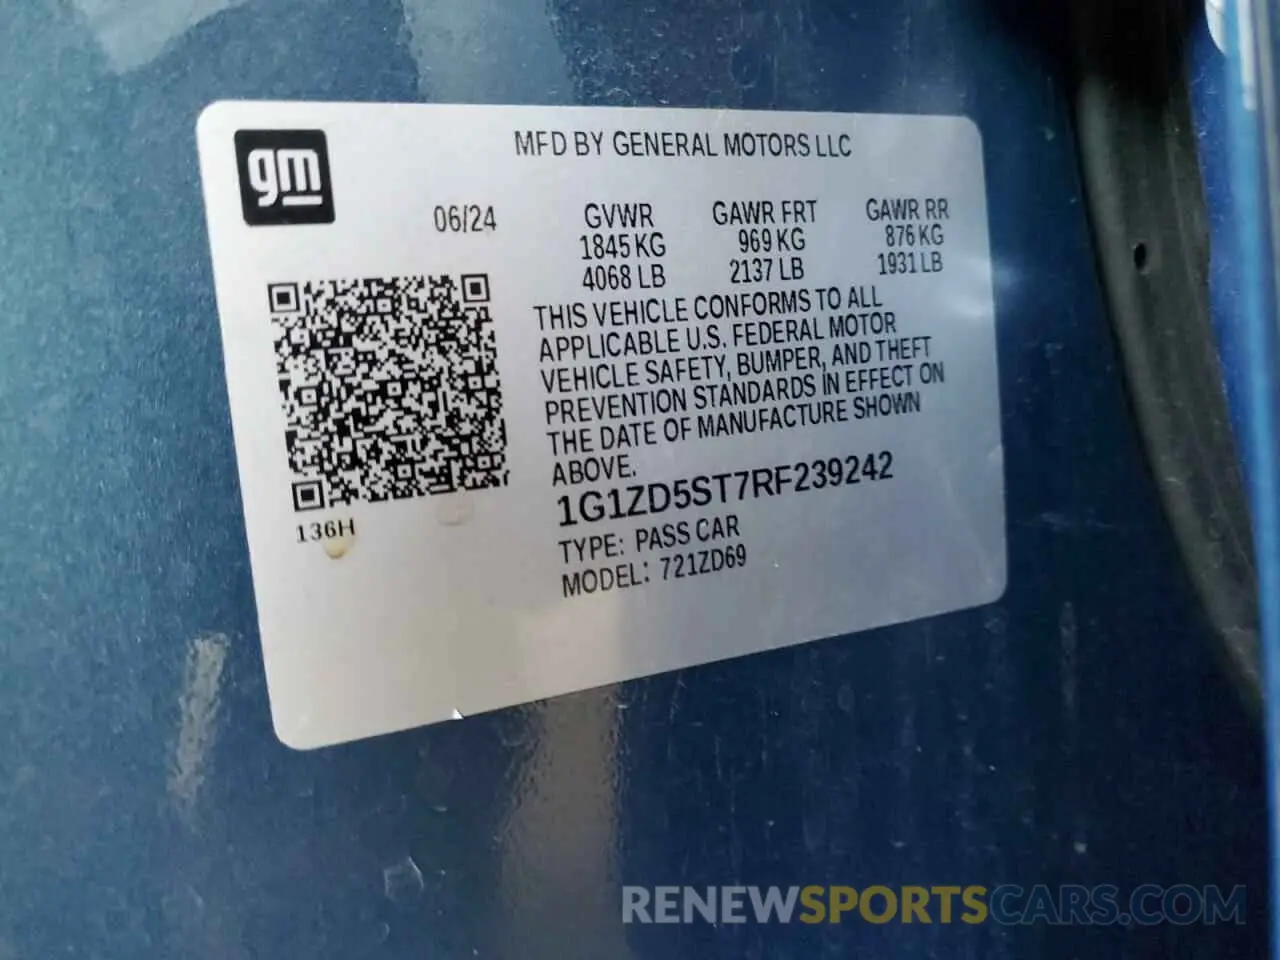 gm
MFD BY GENERAL MOTORS LLC
06/24
GVWR GAWR FRT GAWR RR
1845 KG 969 KG 876 KG
4068 LB 2137 LB 1931 LB
THIS VEHICLE CONFORMS TO ALL
APPLICABLE U.S. FEDERAL MOTOR
VEHICLE SAFETY, BUMPER, AND THEFT
PREVENTION STANDARDS IN EFFECT ON
THE DATE OF MANUFACTURE SHOWN
ABOVE.
136H
1G1ZD5ST7RF239242
TYPE: PASS CAR
MODEL: 721ZD69
RENEWSPORTSCARS.COM